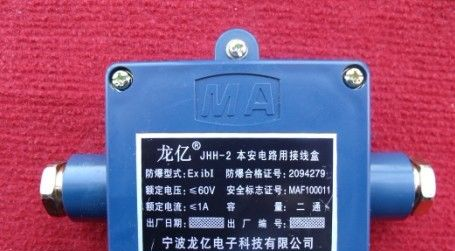 MA
龙亿® JHH-2 本安电路用接线盒
防爆型式：ExibⅠ 防爆合格证号：2094279
额定电压：≤60V 安全标志证号：MAF100011
额定电流：≤1A 容量：二通
出厂日期： 出厂编号：
宁波龙亿电子科技有限公司